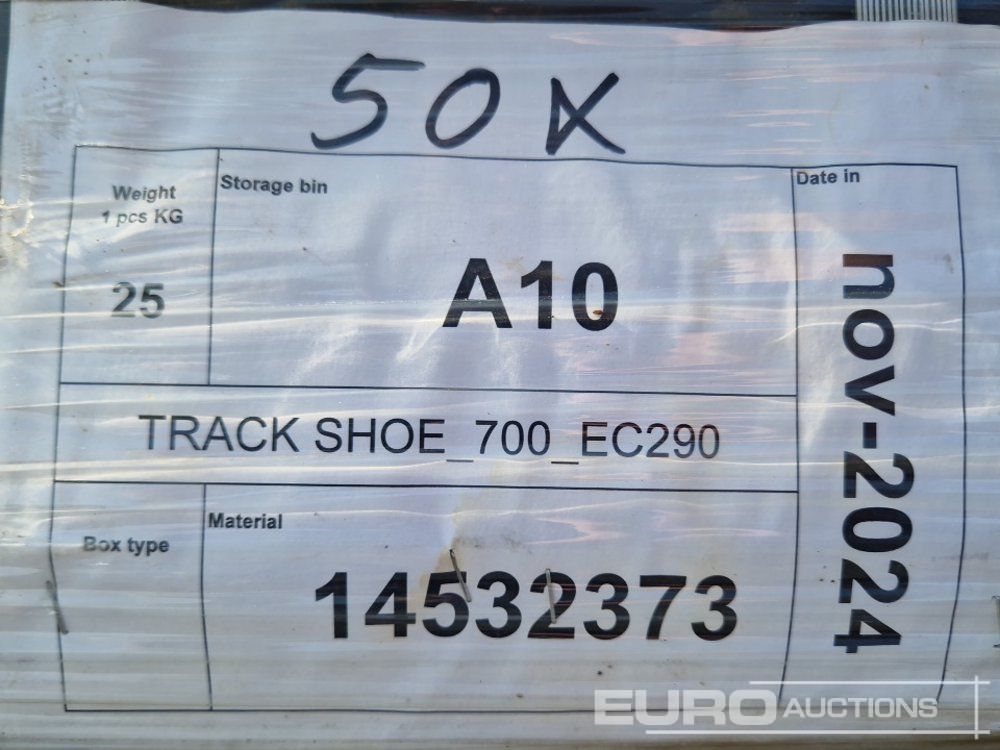 50x
Weight
1 pcs KG
Storage bin
Date in
25
A10
nov-2024
TRACK SHOE_700_EC290
Box type
Material
14532373
EURO AUCTIONS